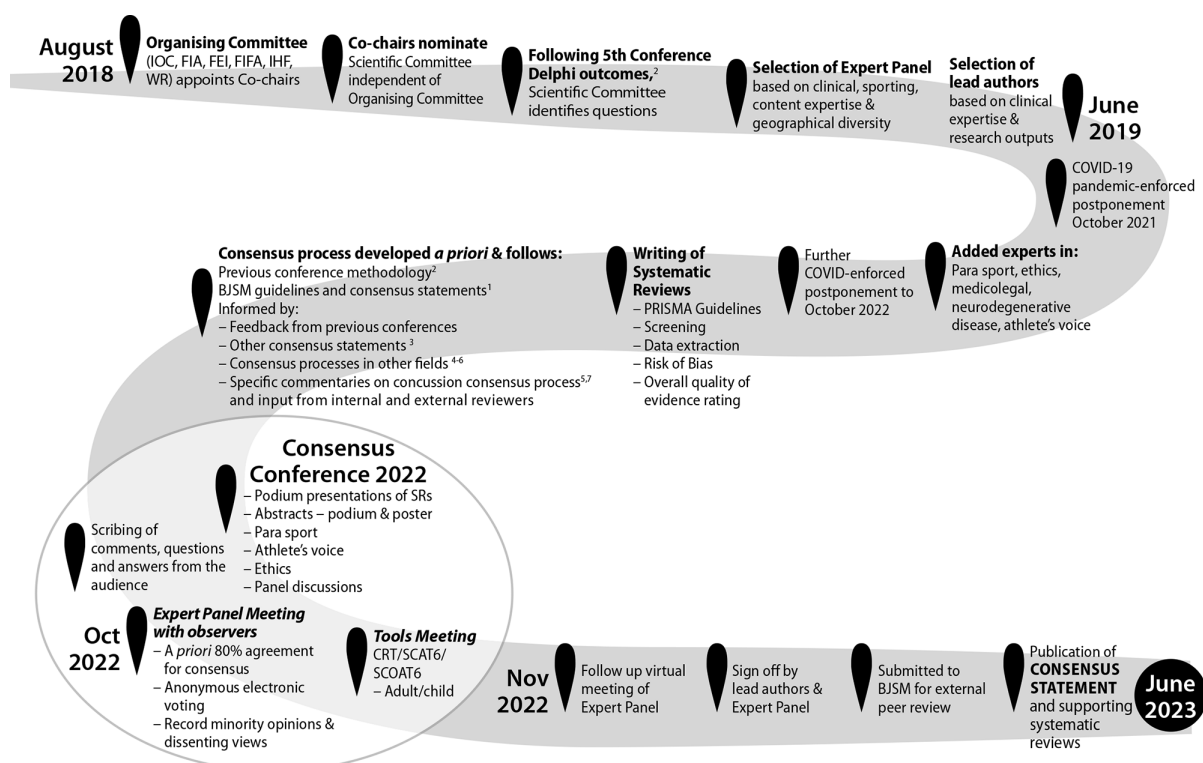 August
2018
Organising Committee
(IOC, FIA, FEI, FIFA, IHF,
WR) appoints Co-chairs
Co-chairs nominate
Scientific Committee
independent of
Organising Committee
Following 5th Conference
Delphi outcomes,2
Scientific Committee
identifies questions
Selection of Expert Panel
based on clinical, sporting,
content expertise &
geographical diversity
Selection of
lead authors
based on clinical
expertise &
research outputs
June
2019
COVID-19
pandemic-enforced
postponement
October 2021
Added experts in:
Para sport, ethics,
medicolegal,
neurodegenerative
disease, athlete's voice
Further
COVID-enforced
postponement to
October 2022
Writing of
Systematic
Reviews
– PRISMA Guidelines
– Screening
– Data extraction
– Risk of Bias
– Overall quality of
evidence rating
Consensus process developed a priori & follows:
Previous conference methodology2
BJSM guidelines and consensus statements1
Informed by:
– Feedback from previous conferences
– Other consensus statements 3
– Consensus processes in other fields 4-6
– Specific commentaries on concussion consensus process5,7
and input from internal and external reviewers
Consensus
Conference 2022
– Podium presentations of SRs
– Abstracts – podium & poster
– Para sport
– Athlete's voice
– Ethics
– Panel discussions
Scribing of
comments, questions
and answers from the
audience
Oct
2022
Expert Panel Meeting
with observers
– A priori 80% agreement
for consensus
– Anonymous electronic
voting
– Record minority opinions &
dissenting views
Tools Meeting
CRT/SCAT6/
SCOAT6
– Adult/child
Nov
2022
Follow up virtual
meeting of
Expert Panel
Sign off by
lead authors &
Expert Panel
Submitted to
BJSM for external
peer review
Publication of
CONSENSUS
STATEMENT
and supporting
systematic
reviews
June
2023